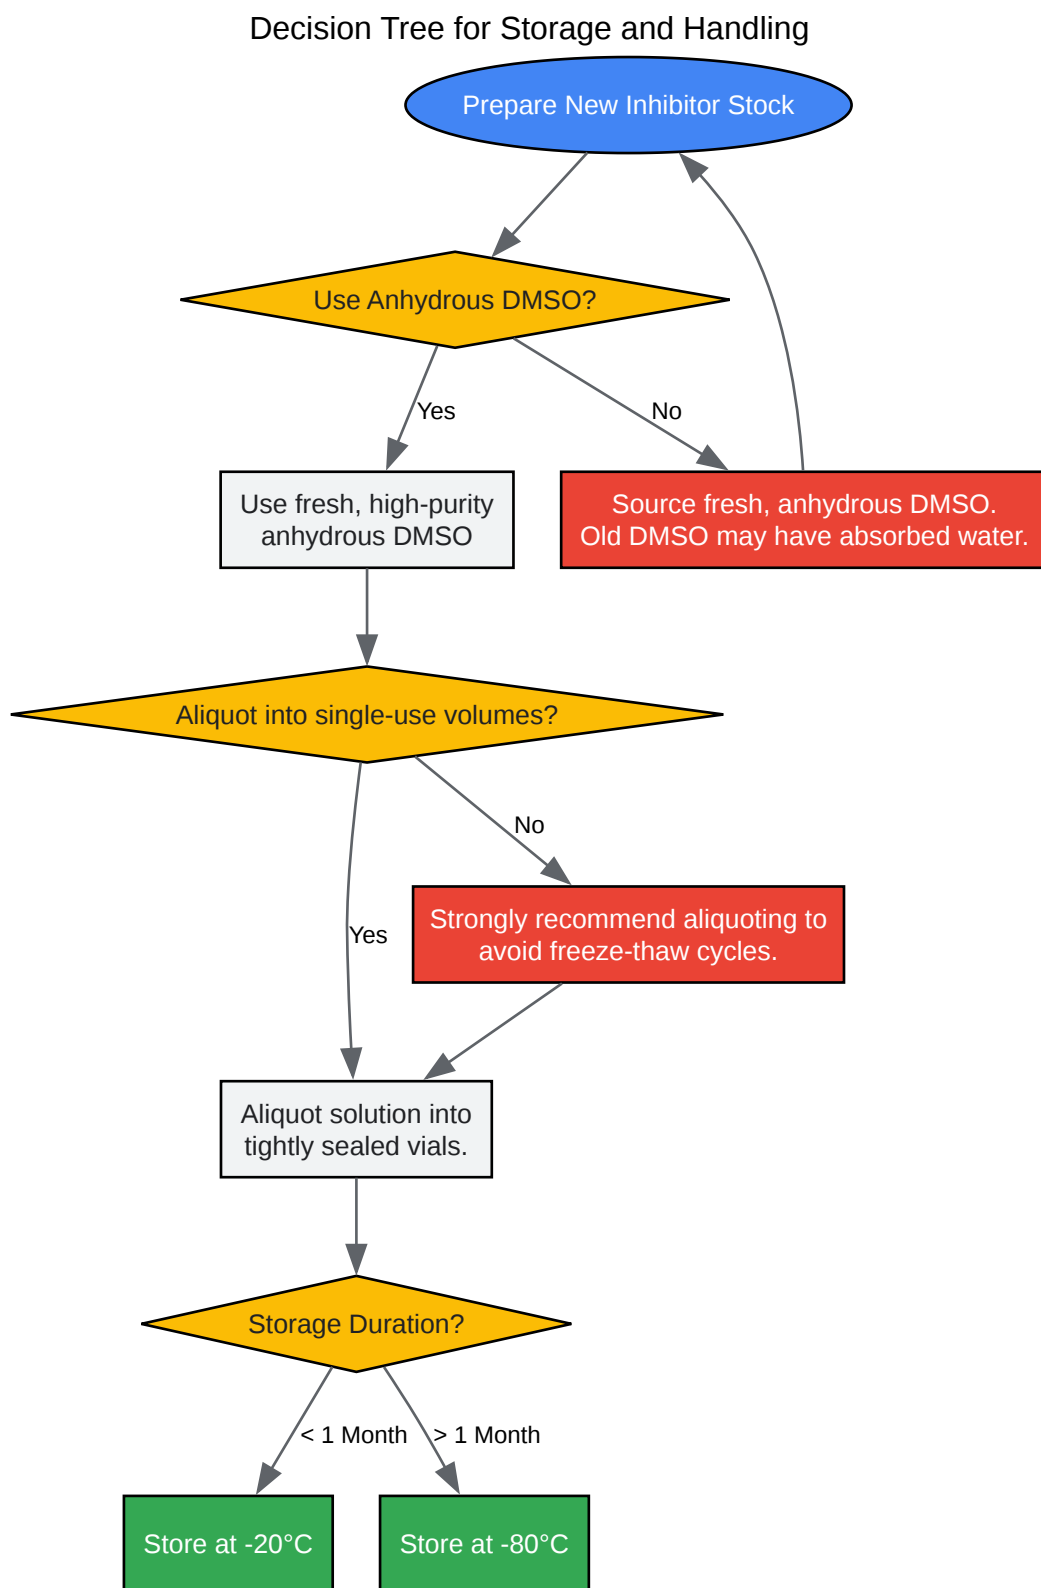 Decision Tree for Storage and Handling
Prepare New Inhibitor Stock
Use Anhydrous DMSO?
Yes
No
Use fresh, high-purity
anhydrous DMSO
Source fresh, anhydrous DMSO.
Old DMSO may have absorbed water.
Aliquot into single-use volumes?
No
Strongly recommend aliquoting to
avoid freeze-thaw cycles.
Yes
Aliquot solution into
tightly sealed vials.
Storage Duration?
< 1 Month
> 1 Month
Store at -20°C
Store at -80°C